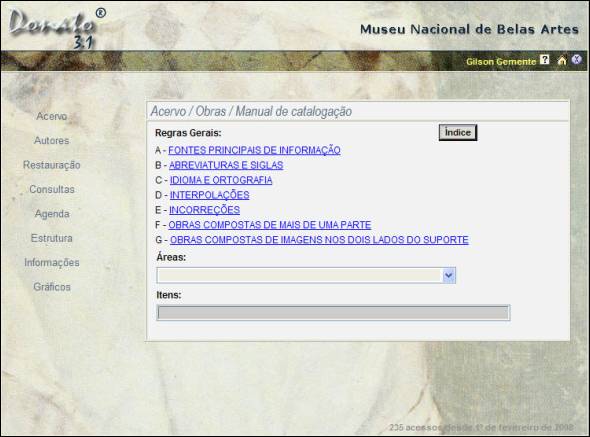 Donato ®
3.1
Museu Nacional de Belas Artes
Gilson Gemente ? X
Acervo
Autores
Restauração
Consultas
Agenda
Estrutura
Informações
Gráficos
Acervo / Obras / Manual de catalogação
Regras Gerais: Índice
A - FONTES PRINCIPAIS DE INFORMAÇÃO
B - ABREVIATURAS E SIGLAS
C - IDIOMA E ORTOGRAFIA
D - INTERPOLAÇÕES
E - INCORREÇÕES
F - OBRAS COMPOSTAS DE MAIS DE UMA PARTE
G - OBRAS COMPOSTAS DE IMAGENS NOS DOIS LADOS DO SUPORTE
Áreas:
Itens:
235 acessos desde 1º de fevereiro de 2008